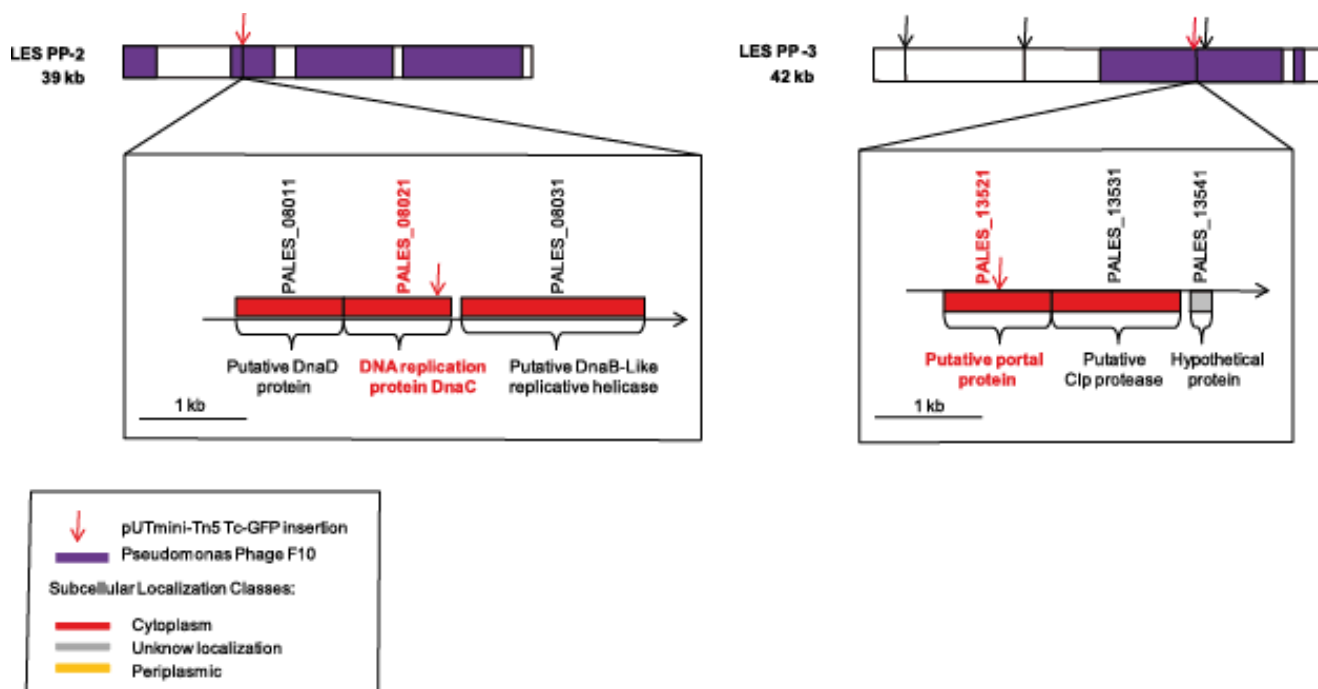 LES PP-2
39 kb
PALES_08011
PALES_08021
PALES_08031
Putative DnaD
protein
DNA replication
protein DnaC
Putative DnaB-Like
replicative helicase
1 kb
LES PP-3
42 kb
PALES_13521
PALES_13531
PALES_13541
Putative portal
protein
Putative
Clp protease
Hypothetical
protein
1 kb
pUTmini-Tn5 Tc-GFP insertion
Pseudomonas Phage F10
Subcellular Localization Classes:
Cytoplasm
Unknow localization
Periplasmic